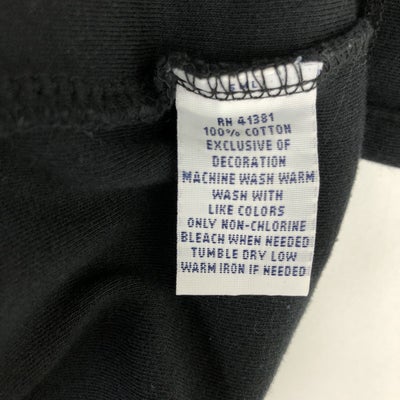 RN 41381
100% COTTON
EXCLUSIVE OF
DECORATION
MACHINE WASH WARM
WASH WITH
LIKE COLORS
ONLY NON-CHLORINE
BLEACH WHEN NEEDED
TUMBLE DRY LOW
WARM IRON IF NEEDED